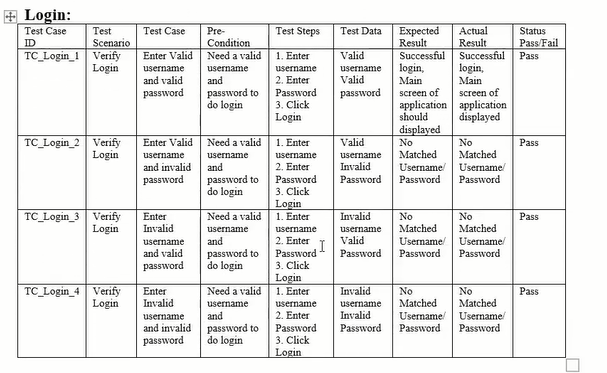 Login:
Test Case ID | Test Scenario | Test Case | Pre-Condition | Test Steps | Test Data | Expected Result | Actual Result | Status Pass/Fail
TC_Login_1 | Verify Login | Enter Valid username and valid password | Need a valid username and password to do login | 1. Enter username 2. Enter Password 3. Click Login | Valid username Valid password | Successful login, Main screen of application should displayed | Successful login, Main screen of application displayed | Pass
TC_Login_2 | Verify Login | Enter Valid username and invalid password | Need a valid username and password to do login | 1. Enter username 2. Enter Password 3. Click Login | Valid username Invalid Password | No Matched Username/ Password | No Matched Username/ Password | Pass
TC_Login_3 | Verify Login | Enter Invalid username and valid password | Need a valid username and password to do login | 1. Enter username 2. Enter Password 3. Click Login | Invalid username Valid Password | No Matched Username/ Password | No Matched Username/ Password | Pass
TC_Login_4 | Verify Login | Enter Invalid username and invalid password | Need a valid username and password to do login | 1. Enter username 2. Enter Password 3. Click Login | Invalid username Invalid Password | No Matched Username/ Password | No Matched Username/ Password | Pass